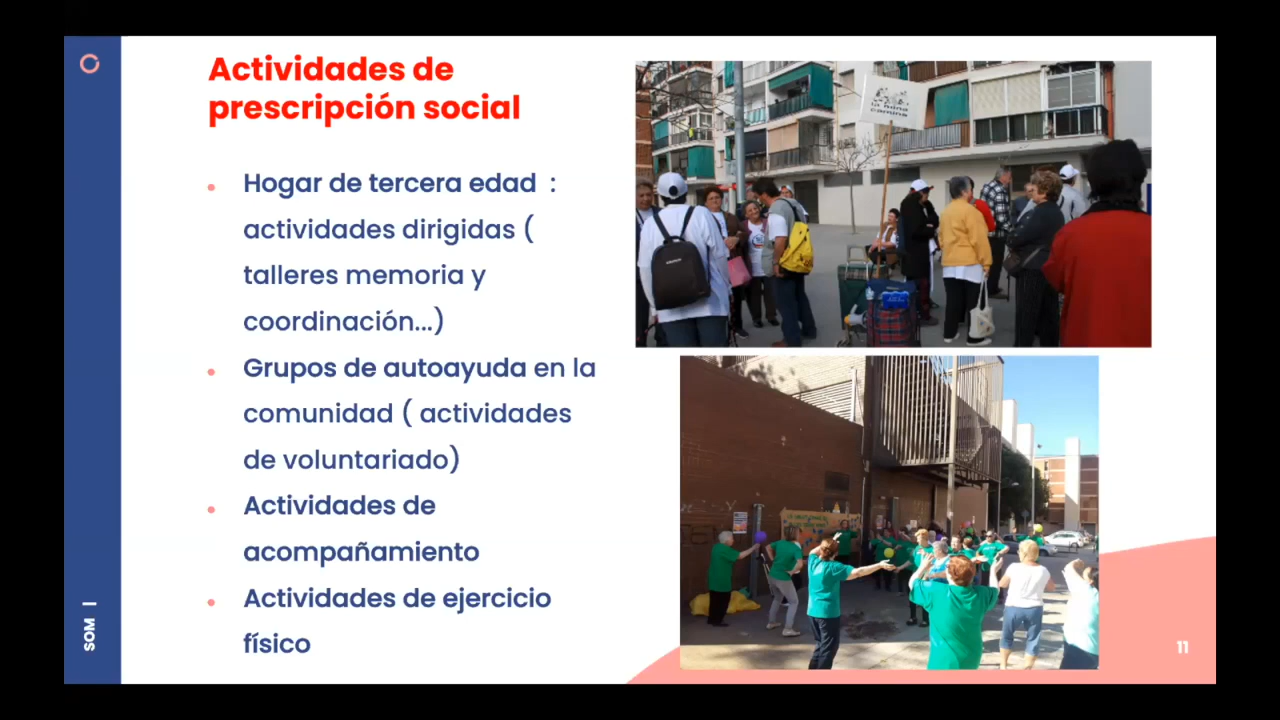 Actividades de
prescripción social
Hogar de tercera edad :
actividades dirigidas (
talleres memoria y
coordinación...)
Grupos de autoayuda en la
comunidad ( actividades
de voluntariado)
Actividades de
acompañamiento
Actividades de ejercicio
físico
SOM |
11